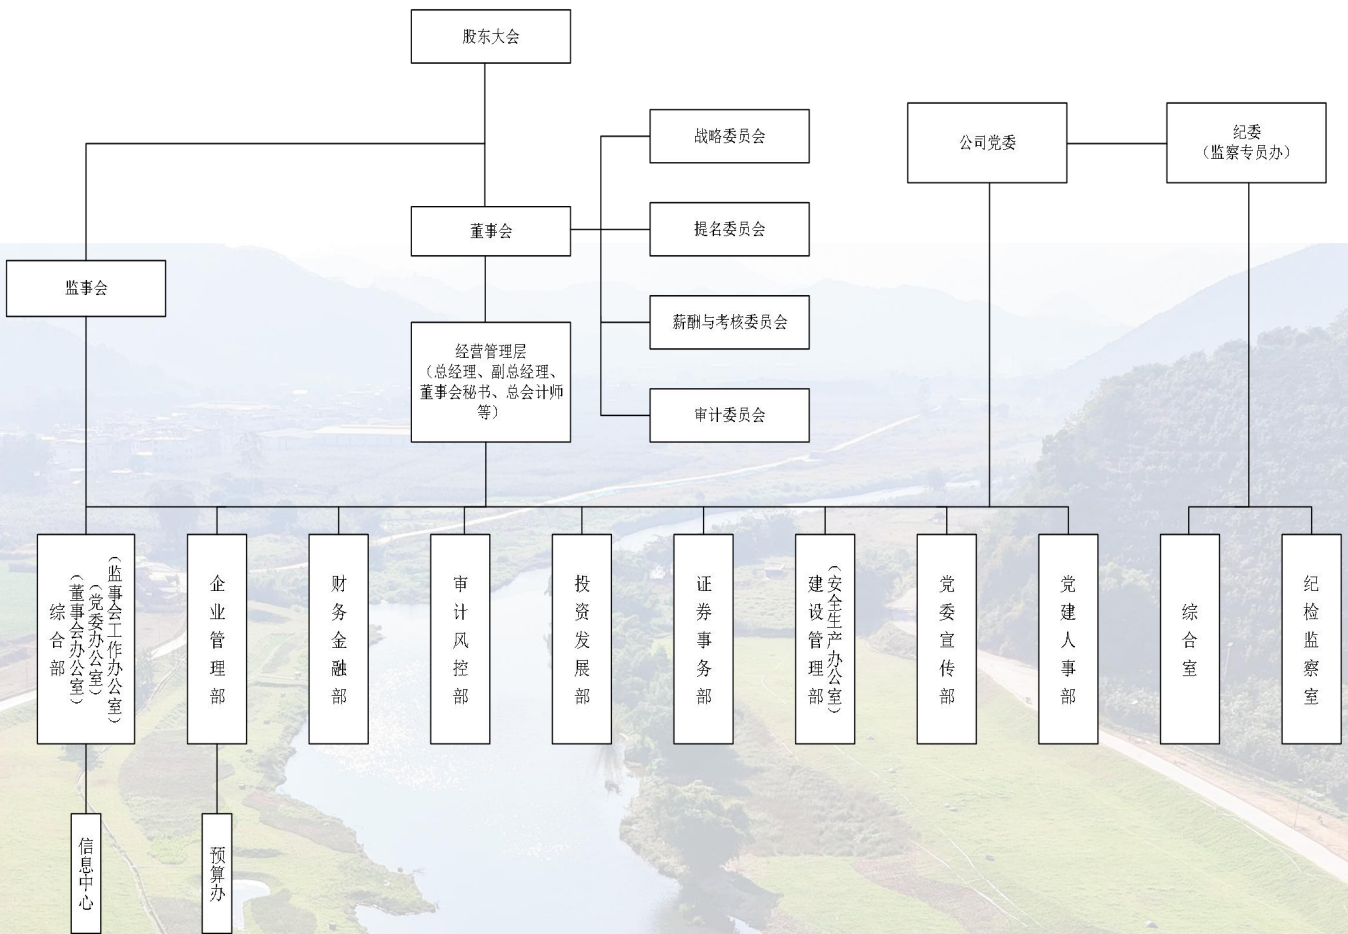 股东大会
战略委员会
公司党委
纪委
（监察专员办）
董事会
提名委员会
监事会
经营管理层
（总经理、副总经理、
董事会秘书、总会计师
等）
薪酬与考核委员会
审计委员会
综合部
（董事会办公室）
（党委办公室）
（监事会工作办公室）
企业管理部
财务金融部
审计风控部
投资发展部
证券事务部
建设管理部
（安全生产办公室）
党委宣传部
党建人事部
综合室
纪检监察室
信息中心
预算办